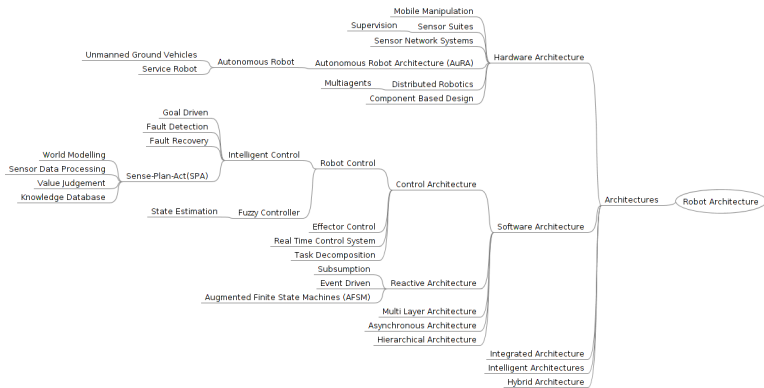 Mobile Manipulation
Supervision
Sensor Suites
Sensor Network Systems
Hardware Architecture
Unmanned Ground Vehicles
Service Robot
Autonomous Robot
Autonomous Robot Architecture (AuRA)
Multiagents
Distributed Robotics
Component Based Design
Goal Driven
Fault Detection
Fault Recovery
Intelligent Control
World Modelling
Sensor Data Processing
Value Judgement
Knowledge Database
Sense-Plan-Act(SPA)
Robot Control
Control Architecture
State Estimation
Fuzzy Controller
Effector Control
Real Time Control System
Task Decomposition
Software Architecture
Architectures
Robot Architecture
Subsumption
Event Driven
Augmented Finite State Machines (AFSM)
Reactive Architecture
Multi Layer Architecture
Asynchronous Architecture
Hierarchical Architecture
Integrated Architecture
Intelligent Architectures
Hybrid Architecture